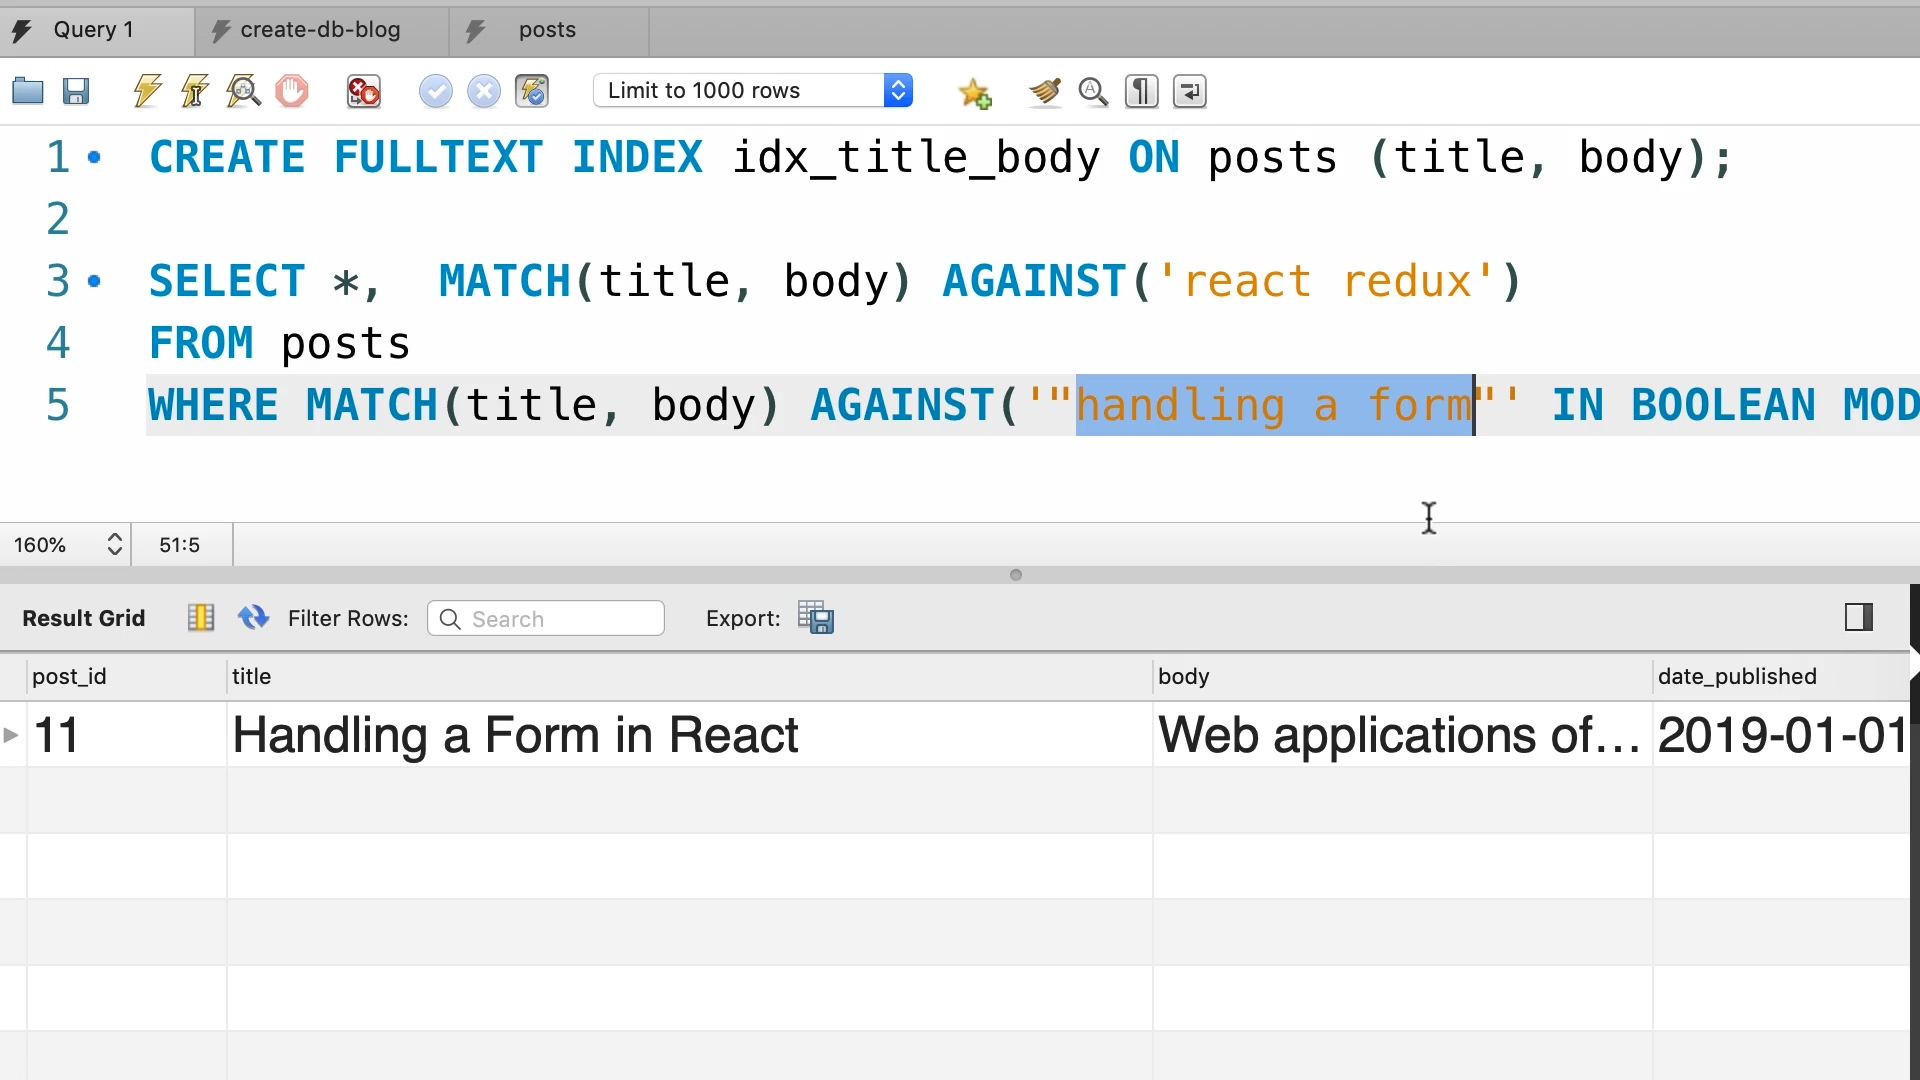 Query 1 create-db-blog posts
Limit to 1000 rows
1 CREATE FULLTEXT INDEX idx_title_body ON posts (title, body);
2
3 SELECT *,  MATCH(title, body) AGAINST('react redux')
4 FROM posts
5 WHERE MATCH(title, body) AGAINST('"handling a form"' IN BOOLEAN MOD
160% 51:5
Result Grid Filter Rows: Search Export:
post_id title body date_published
11 Handling a Form in React Web applications of... 2019-01-01